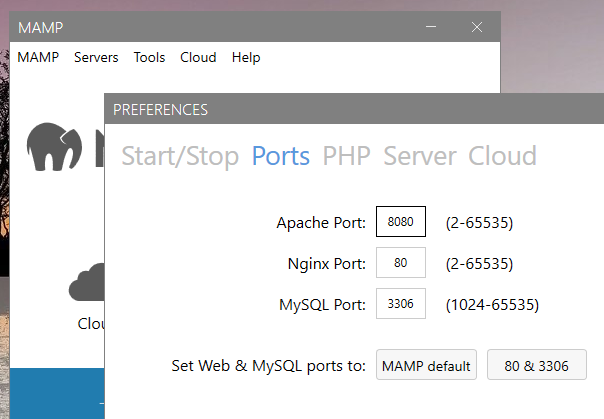 MAMP
MAMP Servers Tools Cloud Help
PREFERENCES
Start/Stop Ports PHP Server Cloud
Apache Port: 8080 (2-65535)
Nginx Port: 80 (2-65535)
MySQL Port: 3306 (1024-65535)
Set Web & MySQL ports to: MAMP default 80 & 3306